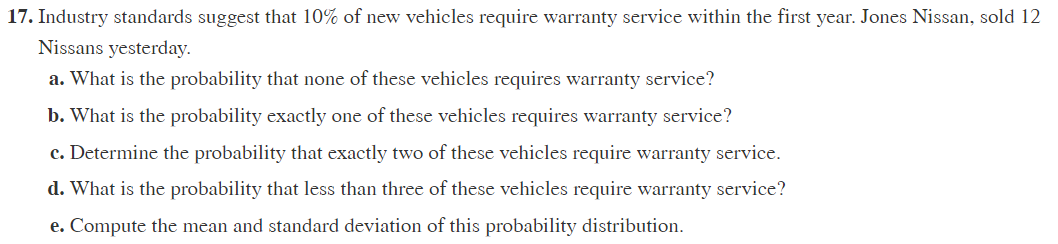 17. Industry standards suggest that 10% of new vehicles require warranty service within the first year. Jones Nissan, sold 12
Nissans yesterday.
a. What is the probability that none of these vehicles requires warranty service?
b. What is the probability exactly one of these vehicles requires warranty service?
c. Determine the probability that exactly two of these vehicles require warranty service.
d. What is the probability that less than three of these vehicles require warranty service?
e. Compute the mean and standard deviation of this probability distribution.